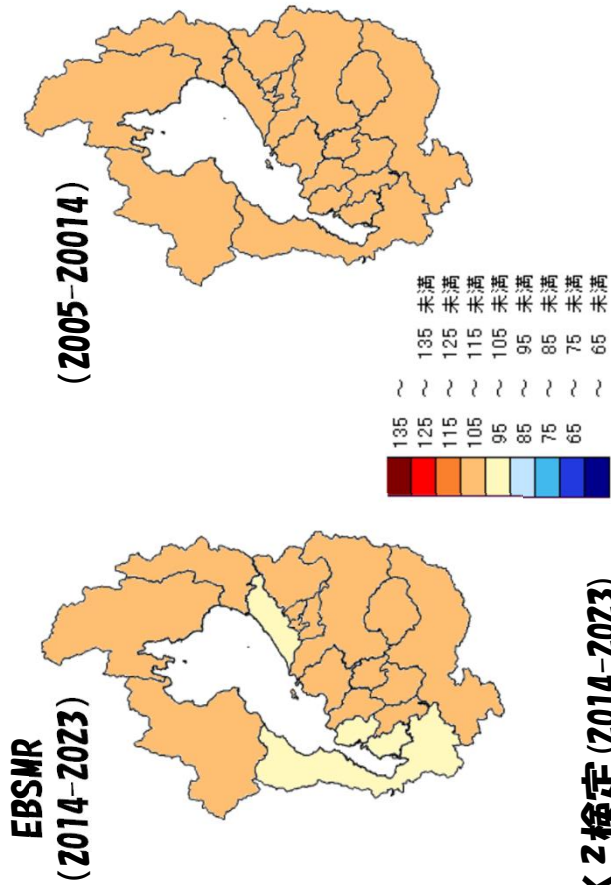 EBSMR
(2014-2023)
(2005-20014)
135 ～
125 ～ 135 未満
115 ～ 125 未満
105 ～ 115 未満
95 ～ 105 未満
85 ～ 95 未満
75 ～ 85 未満
65 ～ 75 未満
～ 65 未満
2検定(2014-2023)